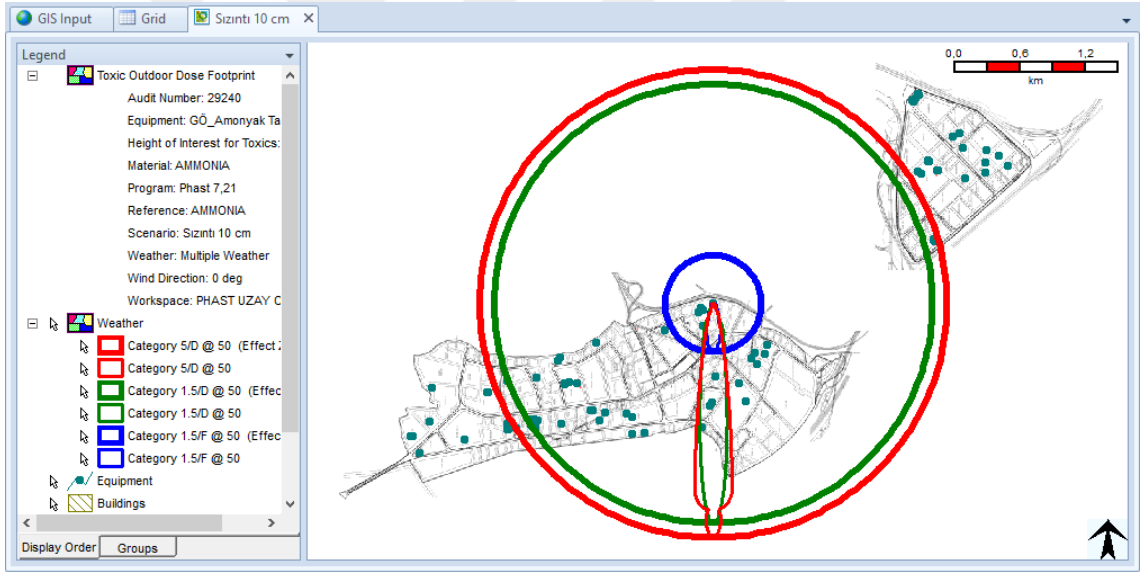 GIS Input Grid Sızıntı 10 cm
Legend
Toxic Outdoor Dose Footprint
Audit Number: 29240
Equipment: GÖ_Amonyak Ta
Height of Interest for Toxics:
Material: AMMONIA
Program: Phast 7,21
Reference: AMMONIA
Scenario: Sızıntı 10 cm
Weather: Multiple Weather
Wind Direction: 0 deg
Workspace: PHAST UZAY C
Weather
Category 5/D @ 50 (Effect
Category 5/D @ 50
Category 1.5/D @ 50 (Effec
Category 1.5/D @ 50
Category 1.5/F @ 50 (Effec
Category 1.5/F @ 50
Equipment
Buildings
Display Order Groups
0,0 0,6 1,2
km